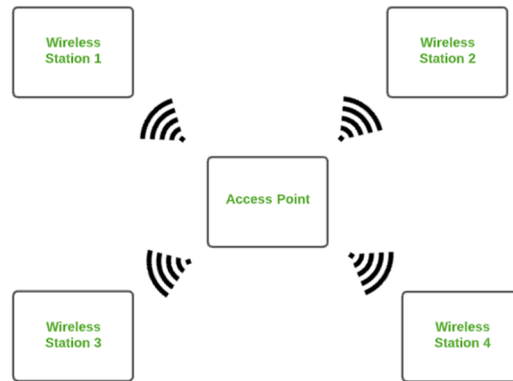 Wireless
Station 1
Wireless
Station 2
Access Point
Wireless
Station 3
Wireless
Station 4